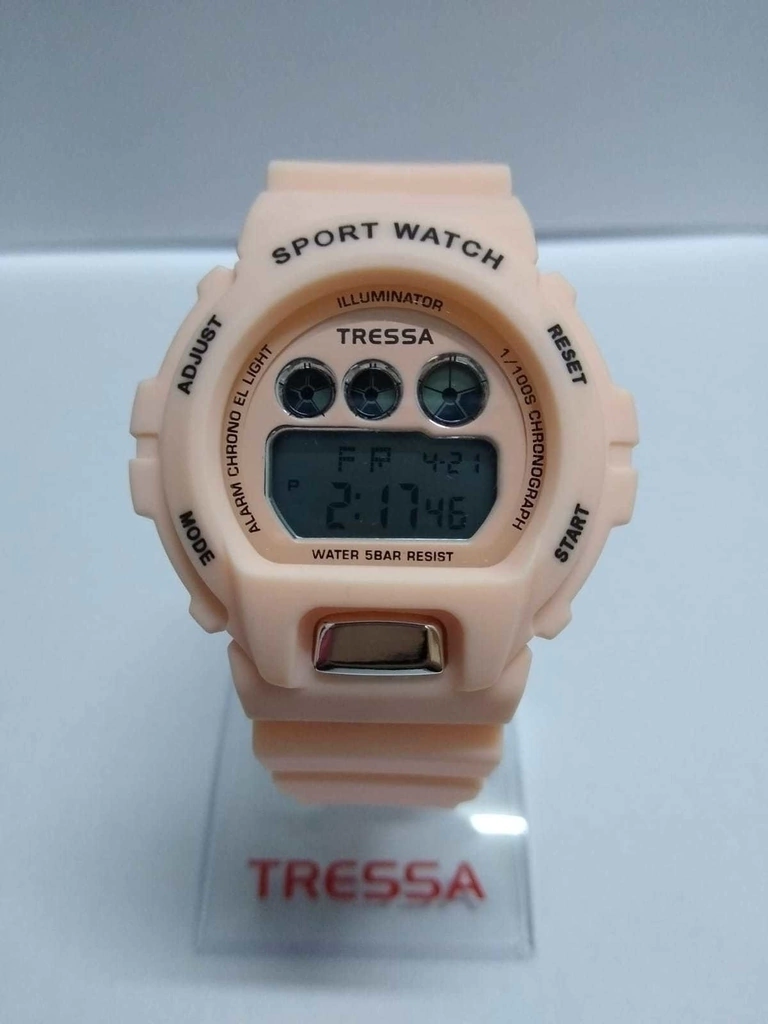 SPORT WATCH
ILLUMINATOR
TRESSA
ADJUST
RESET
ALARM CHRONO EL LIGHT
1/100S CHRONOGRAPH
FR 4-21
P
2:17 46
MODE
START
WATER 5BAR RESIST
TRESSA